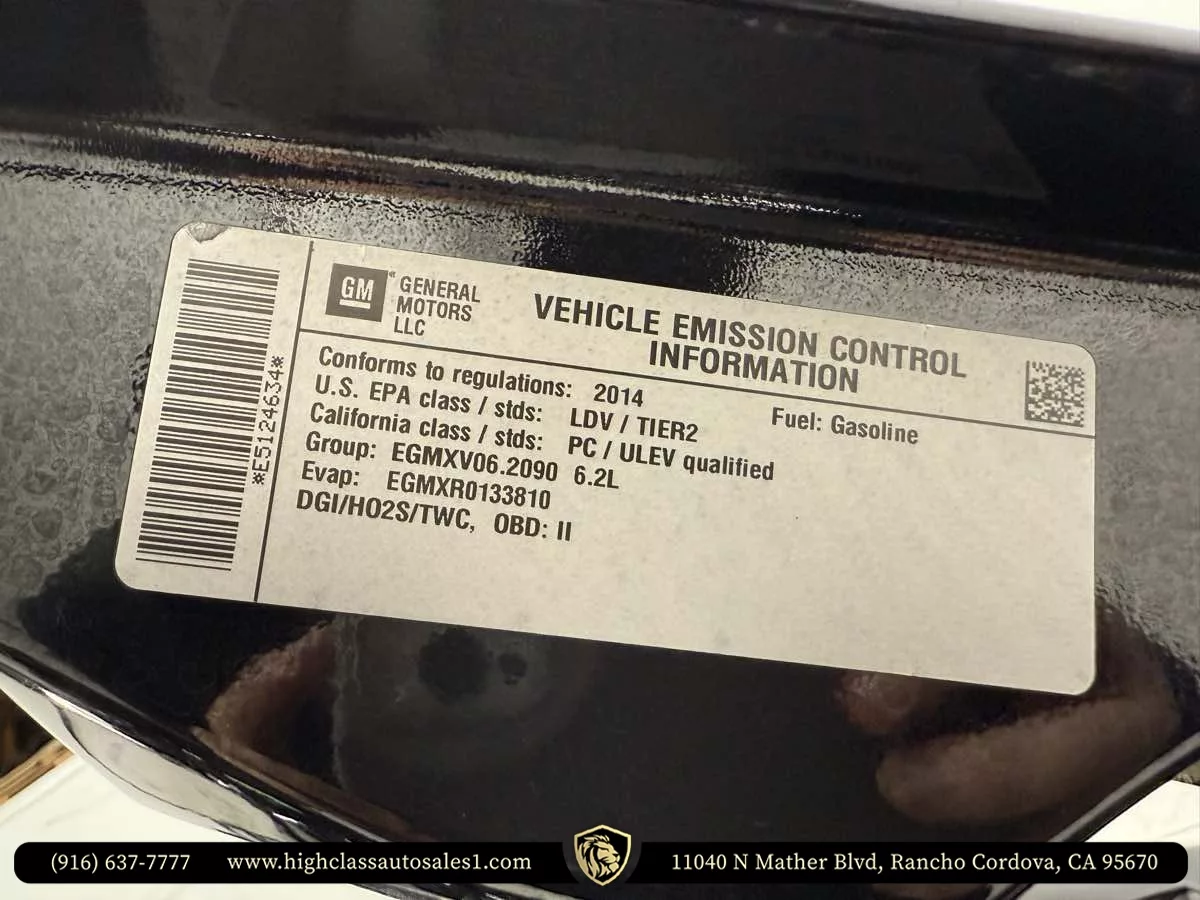 *E5124634*
GM
GENERAL
MOTORS
LLC
VEHICLE EMISSION CONTROL
INFORMATION
Conforms to regulations: 2014 Fuel: Gasoline
U.S. EPA class / stds: LDV / TIER2
California class / stds: PC / ULEV qualified
Group: EGMXV06.2090 6.2L
Evap: EGMXR0133810
DGI/HO2S/TWC, OBD: II
(916) 637-7777 www.highclassautosales1.com 11040 N Mather Blvd, Rancho Cordova, CA 95670